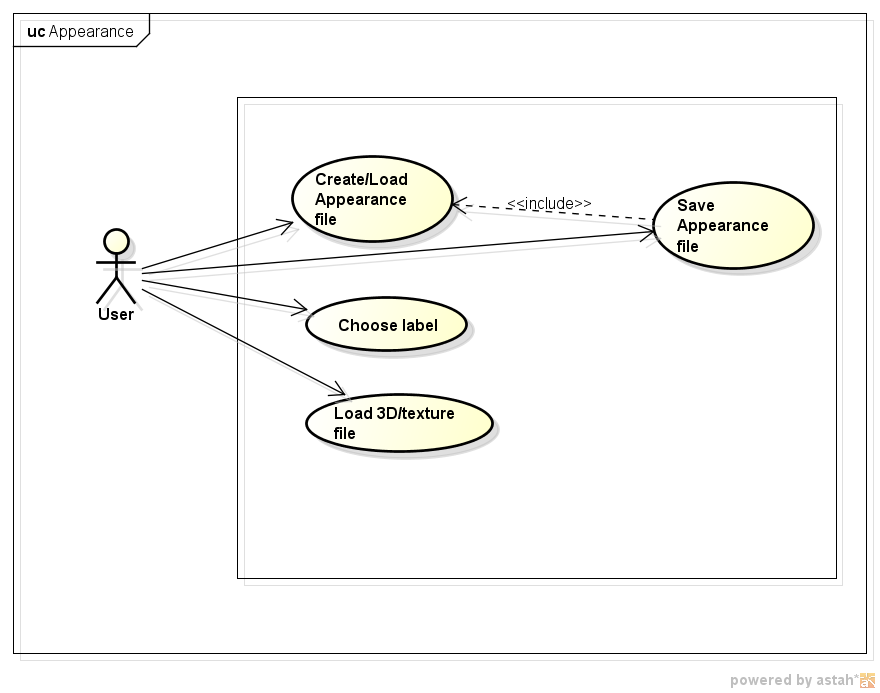 uc Appearance
Create/Load
Appearance
file
<<include>>
Save
Appearance
file
User
Choose label
Load 3D/texture
file
powered by astah*